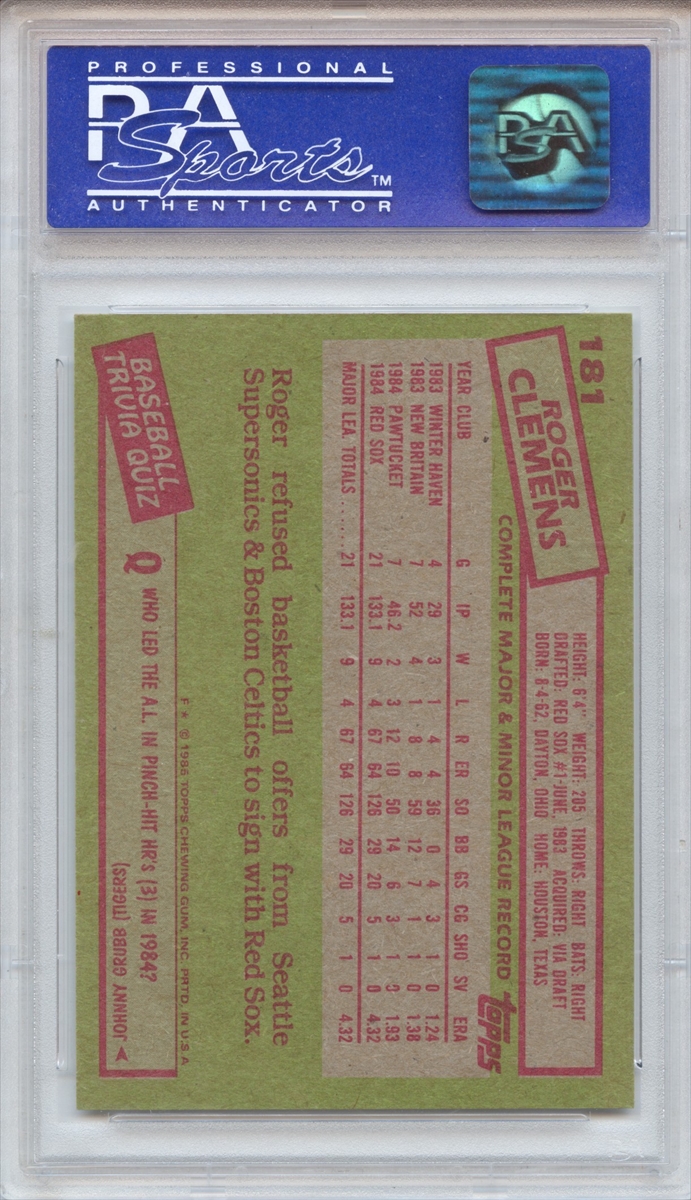 PROFESSIONAL
PSA
Sports™
AUTHENTICATOR
PSA
181
ROGER
CLEMENS
HEIGHT: 6'4" WEIGHT: 205 THROWS: RIGHT BATS: RIGHT
DRAFTED: RED SOX #1-JUNE, 1983 ACQUIRED: VIA DRAFT
BORN: 8-4-62, DAYTON, OHIO HOME: HOUSTON, TEXAS
COMPLETE MAJOR & MINOR LEAGUE RECORD topps
YEAR CLUB G IP W L R ER SO BB GS CG SHO SV ERA
1983 WINTER HAVEN 4 29 3 1 4 4 36 0 4 3 1 0 1.24
1983 NEW BRITAIN 7 52 4 1 8 8 59 12 7 1 1 0 1.38
1984 PAWTUCKET 7 46.2 2 3 12 10 50 14 6 3 1 0 1.93
1984 RED SOX 21 133.1 9 4 67 64 126 29 20 5 1 0 4.32
MAJOR LEA. TOTALS ...... 21 133.1 9 4 67 64 126 29 20 5 1 0 4.32
Roger refused basketball offers from Seattle
Supersonics & Boston Celtics to sign with Red Sox.
F* © 1985 TOPPS CHEWING GUM, INC. PRTD. IN U.S.A.
BASEBALL
TRIVIA QUIZ
Q WHO LED THE A.L. IN PINCH-HIT HR'S (3) IN 1984?
JOHNNY GRUBB (TIGERS)